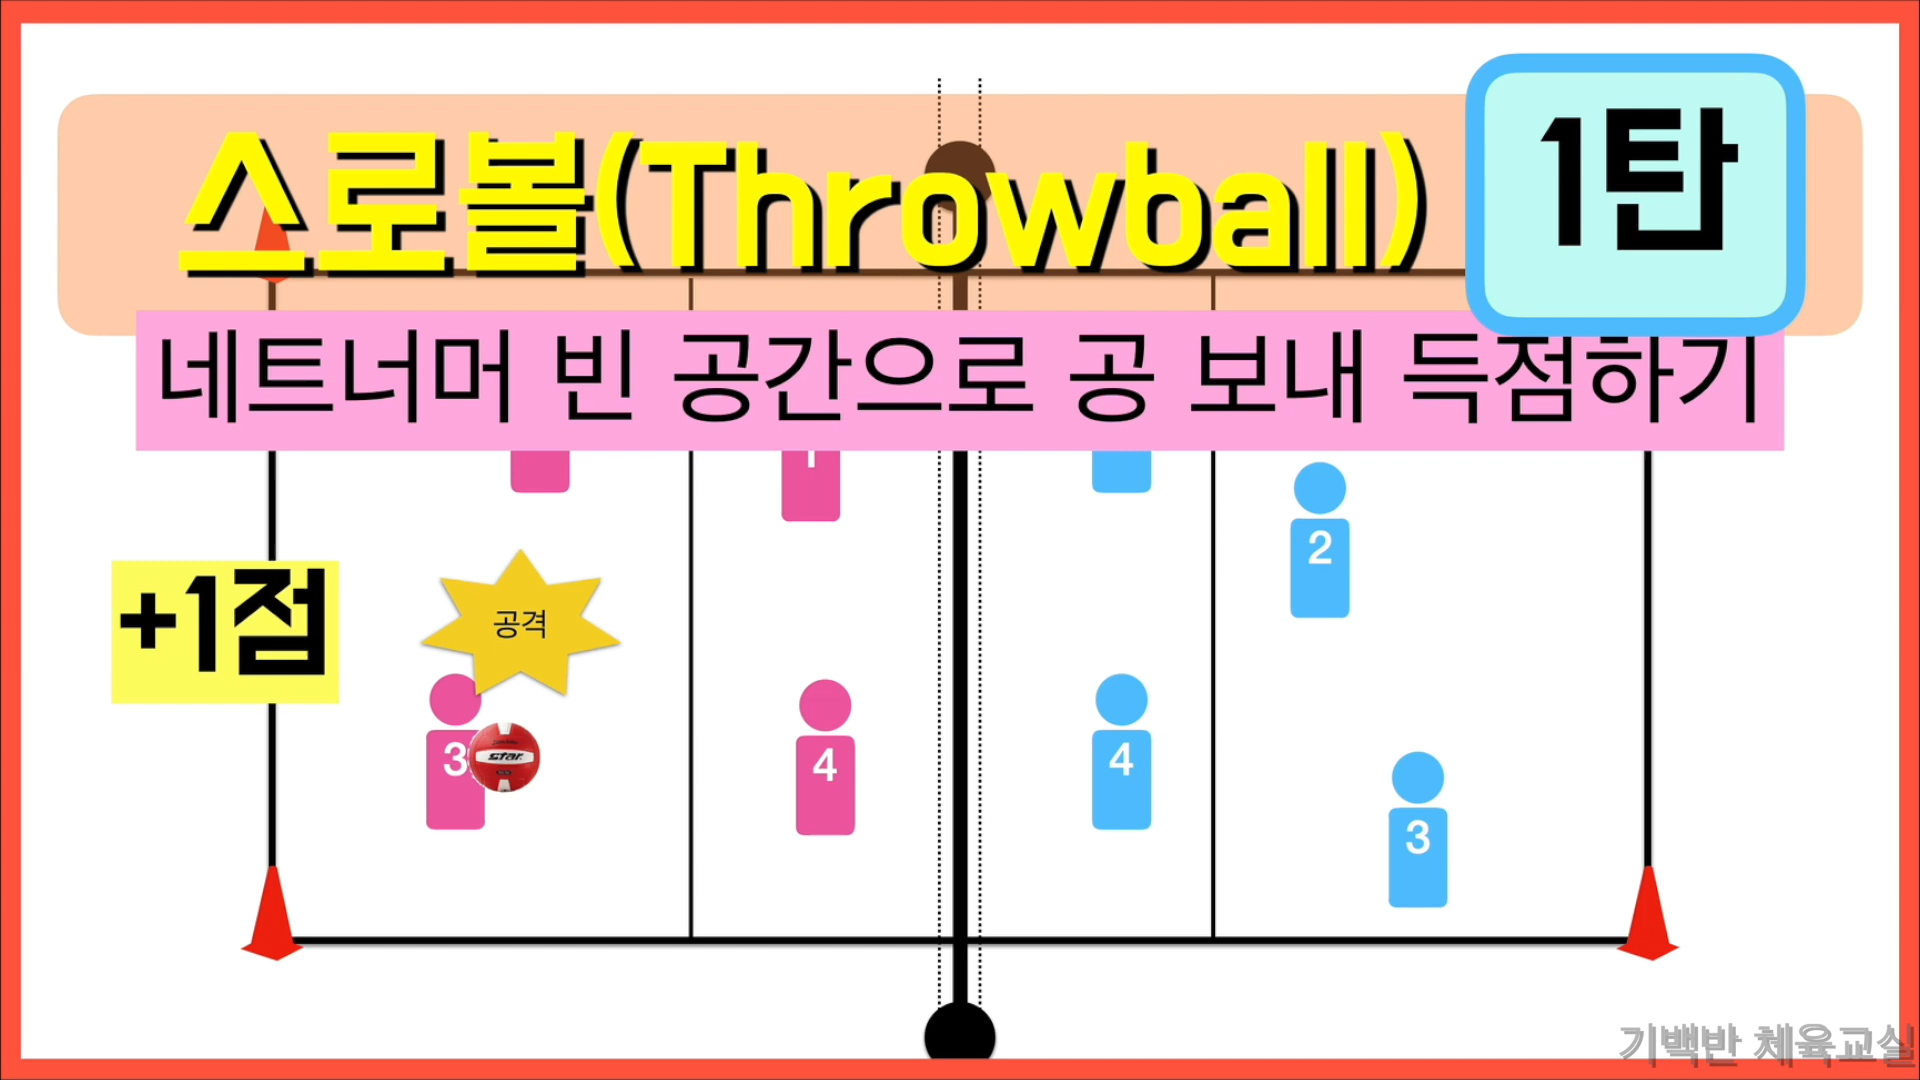 스로볼(Throwball)
1탄
네트너머 빈 공간으로 공 보내 득점하기
2
+1점
공격
3
star
4
4
3
기백반 체육교실